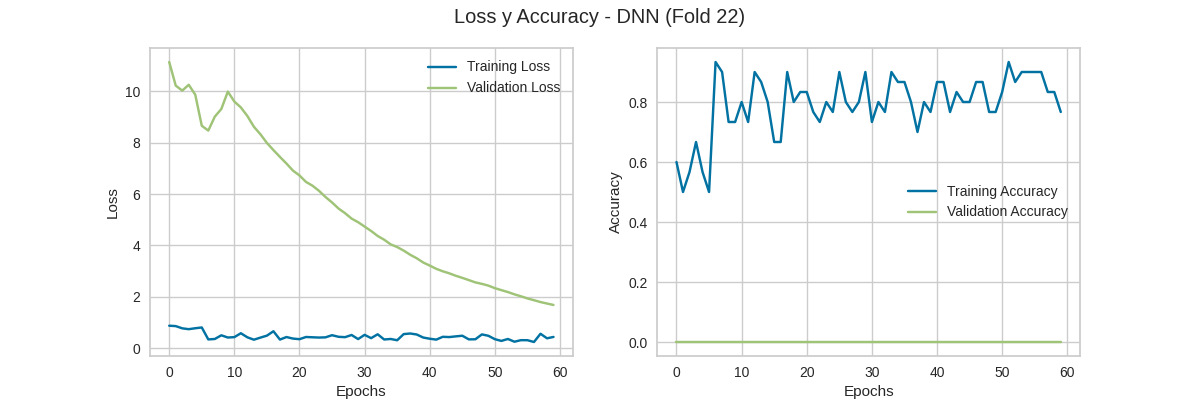 Loss y Accuracy - DNN (Fold 22)
Loss
10
8
6
4
2
0
Training Loss
Validation Loss
0 10 20 30 40 50 60
Epochs
Accuracy
0.8
0.6
0.4
0.2
0.0
Training Accuracy
Validation Accuracy
0 10 20 30 40 50 60
Epochs